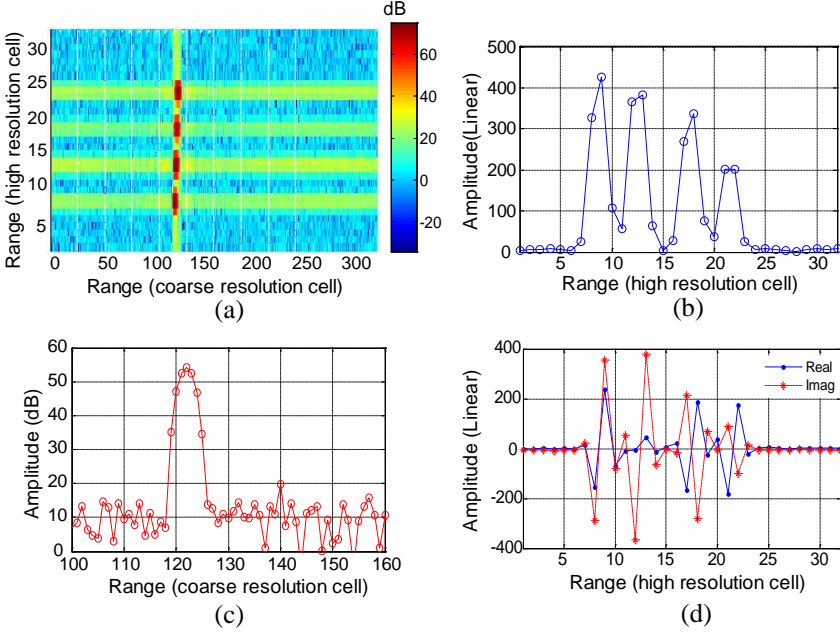 dB
Range (high resolution cell)
30
25
20
15
10
5
0 50 100 150 200 250 300
Range (coarse resolution cell)
(a)
60
40
20
0
-20
Amplitude(Linear)
500
400
300
200
100
0
5 10 15 20 25 30
Range (high resolution cell)
(b)
Amplitude (dB)
60
50
40
30
20
10
0
100 110 120 130 140 150 160
Range (coarse resolution cell)
(c)
Amplitude (Linear)
400
200
0
-200
-400
Real
Imag
5 10 15 20 25 30
Range (high resolution cell)
(d)